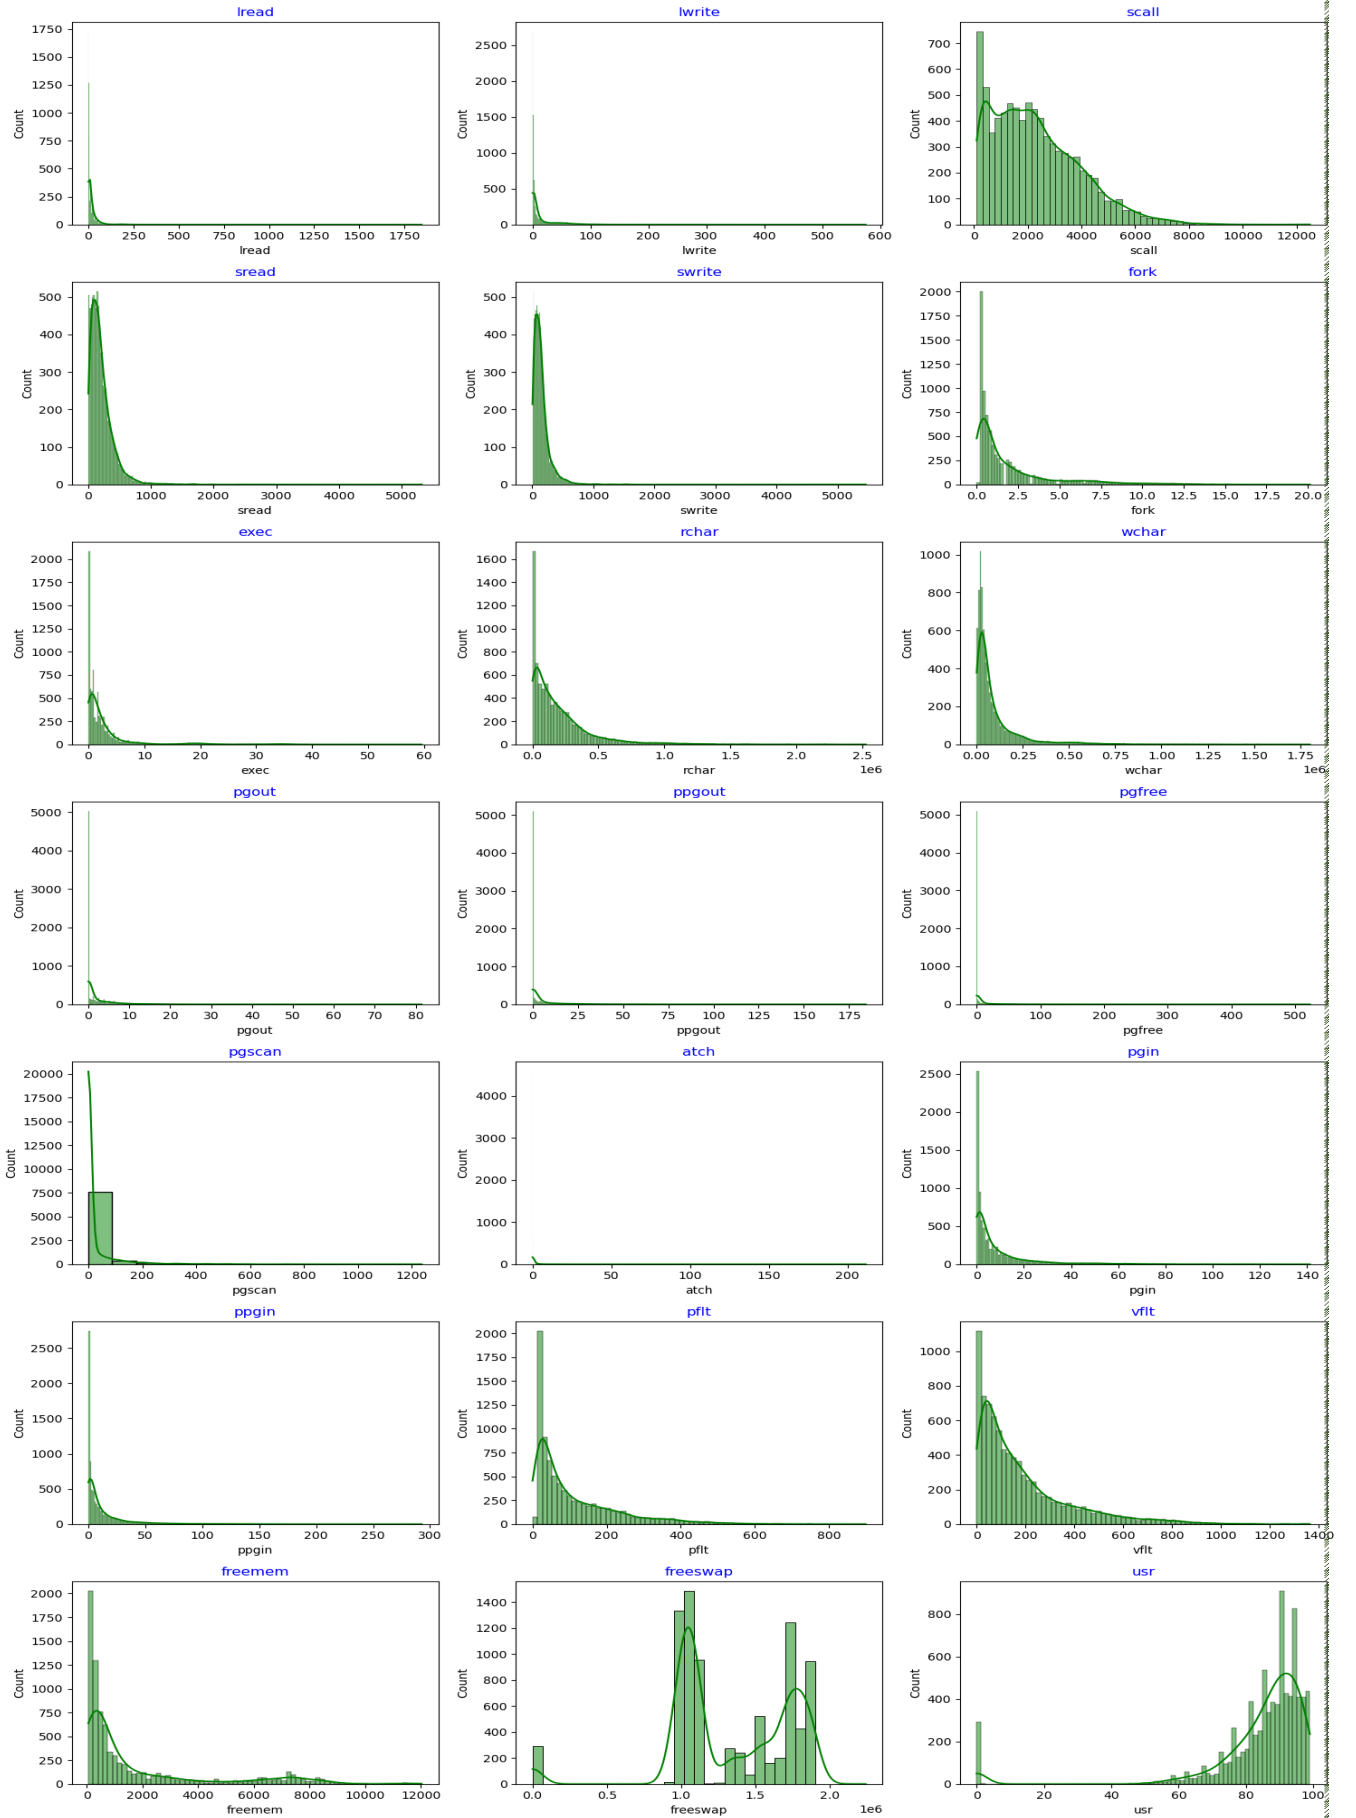 lread lwrite scall
1750 1500 1250 1000 750 500 250 0
Count
0 250 500 750 1000 1250 1500 1750
lread
2500 2000 1500 1000 500 0
Count
0 100 200 300 400 500 600
lwrite
700 600 500 400 300 200 100 0
Count
0 2000 4000 6000 8000 10000 12000
scall
sread swrite fork
500 400 300 200 100 0
Count
0 1000 2000 3000 4000 5000
sread
500 400 300 200 100 0
Count
0 1000 2000 3000 4000 5000
swrite
2000 1750 1500 1250 1000 750 500 250 0
Count
0.0 2.5 5.0 7.5 10.0 12.5 15.0 17.5 20.0
fork
exec rchar wchar
2000 1750 1500 1250 1000 750 500 250 0
Count
0 10 20 30 40 50 60
exec
1600 1400 1200 1000 800 600 400 200 0
Count
0.0 0.5 1.0 1.5 2.0 2.5
rchar 1e6
1000 800 600 400 200 0
Count
0.00 0.25 0.50 0.75 1.00 1.25 1.50 1.75
wchar 1e6
pgout ppgout pgfree
5000 4000 3000 2000 1000 0
Count
0 10 20 30 40 50 60 70 80
pgout
5000 4000 3000 2000 1000 0
Count
0 25 50 75 100 125 150 175
ppgout
5000 4000 3000 2000 1000 0
Count
0 100 200 300 400 500
pgfree
pgscan atch pgin
20000 17500 15000 12500 10000 7500 5000 2500 0
Count
0 200 400 600 800 1000 1200
pgscan
4000 3000 2000 1000 0
Count
0 50 100 150 200
atch
2500 2000 1500 1000 500 0
Count
0 20 40 60 80 100 120 140
pgin
ppgin pflt vflt
2500 2000 1500 1000 500 0
Count
0 50 100 150 200 250 300
ppgin
2000 1750 1500 1250 1000 750 500 250 0
Count
0 200 400 600 800
pflt
1000 800 600 400 200 0
Count
0 200 400 600 800 1000 1200 1400
vflt
freemem freeswap usr
2000 1750 1500 1250 1000 750 500 250 0
Count
0 2000 4000 6000 8000 10000 12000
freemem
1400 1200 1000 800 600 400 200 0
Count
0.0 0.5 1.0 1.5 2.0
freeswap 1e6
800 600 400 200 0
Count
0 20 40 60 80 100
usr